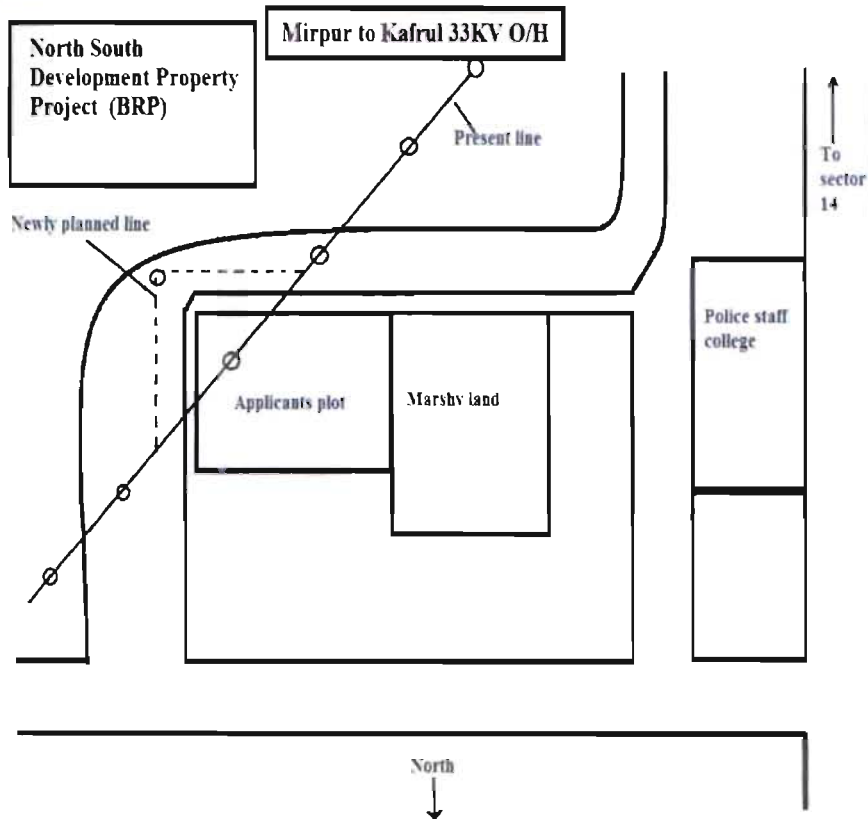 Mirpur to Kafrul 33KV O/H
North South
Development Property
Project (BRP)
Present line
To
sector
14
Newly planned line
Police staff
college
Applicants plot
Marshy land
North